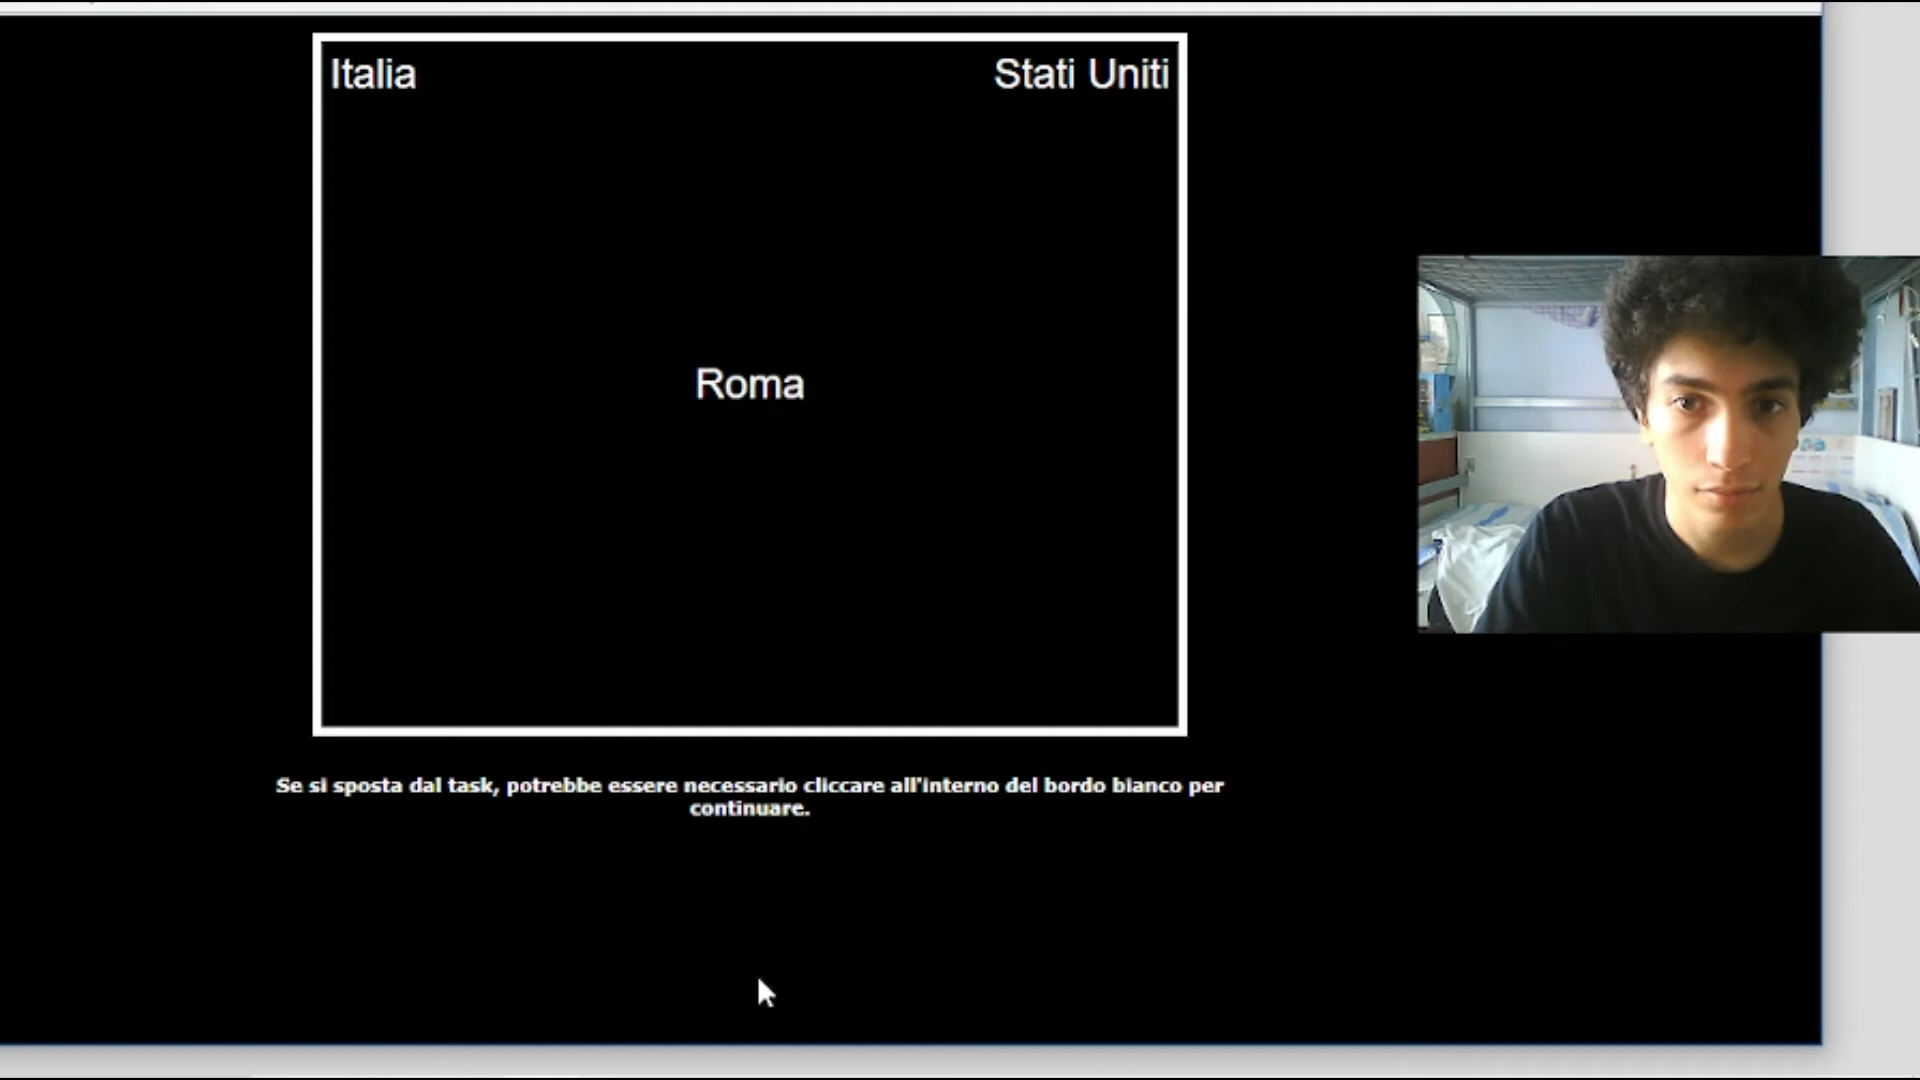 Italia
Stati Uniti
Roma
Se si sposta dal task, potrebbe essere necessario cliccare all'interno del bordo bianco per
continuare.